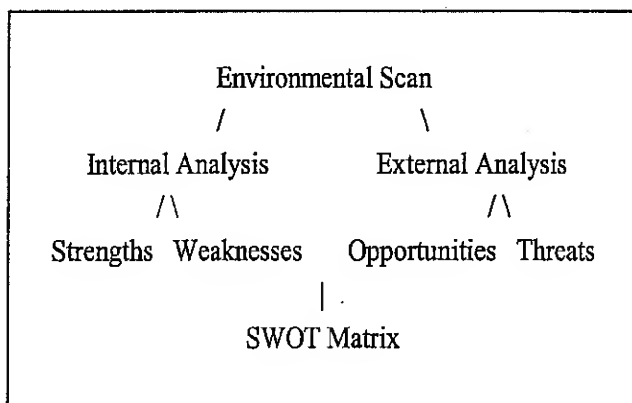 Environmental Scan
/ \
Internal Analysis External Analysis
/ \ / \
Strengths Weaknesses Opportunities Threats
|
SWOT Matrix